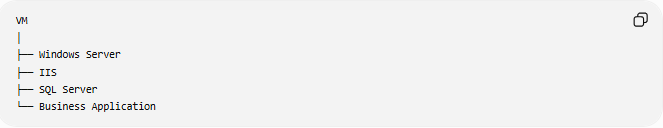 VM
│
├── Windows Server
├── IIS
├── SQL Server
└── Business Application